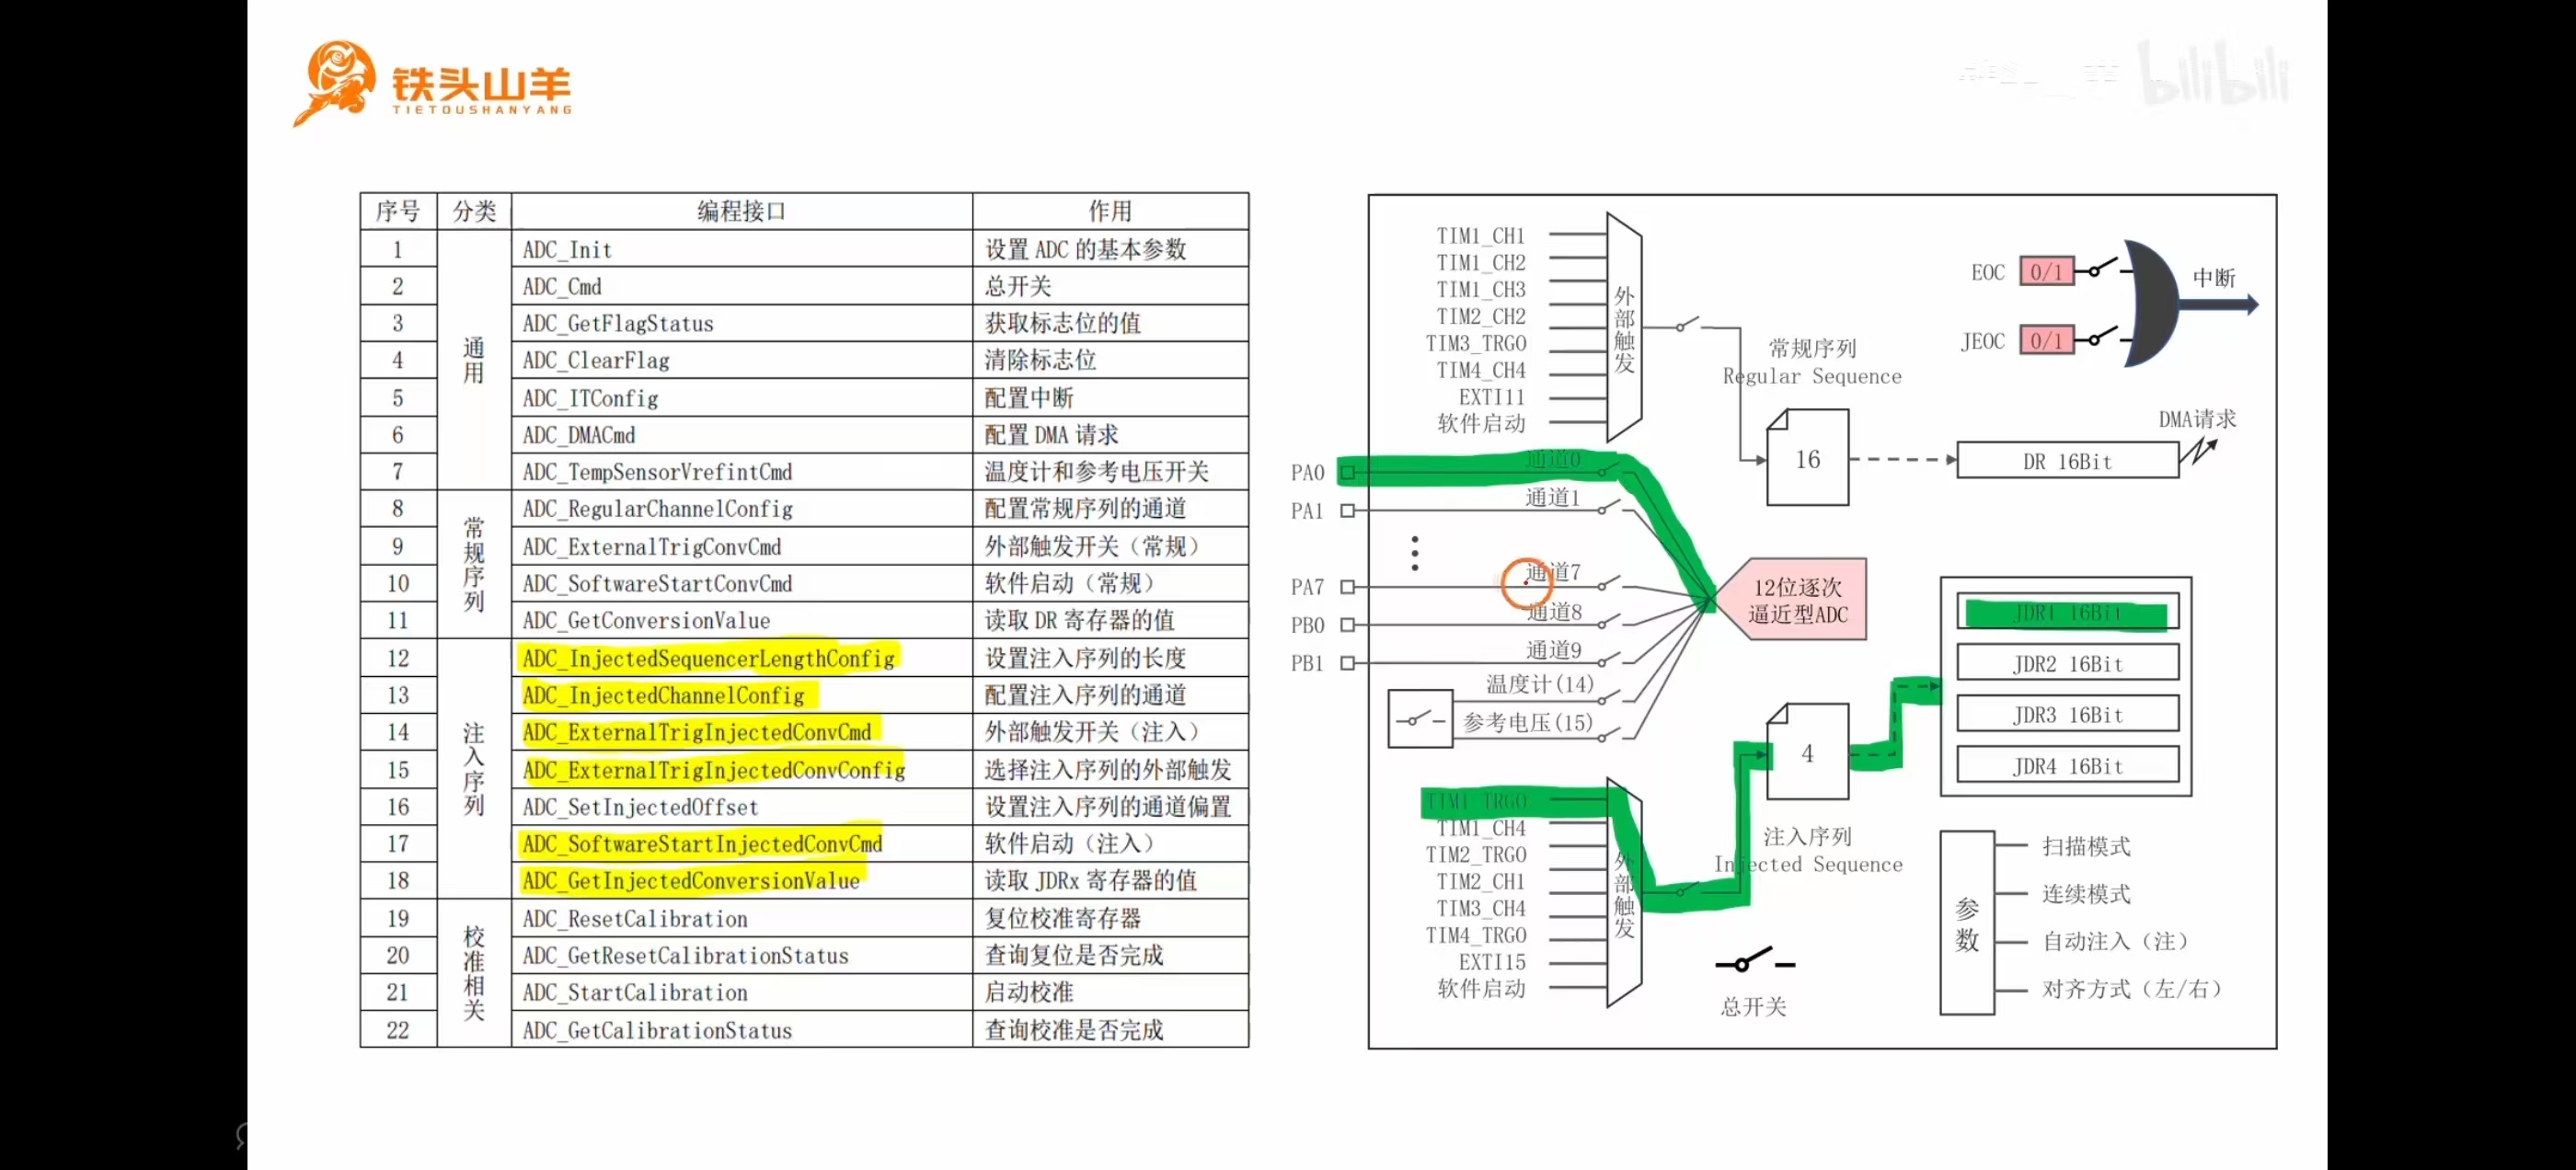 铁头山羊
TIETOUSHANYANG
bilibili
序号 分类 编程接口 作用
通用
1 ADC_Init 设置 ADC 的基本参数
2 ADC_Cmd 总开关
3 ADC_GetFlagStatus 获取标志位的值
4 ADC_ClearFlag 清除标志位
5 ADC_ITConfig 配置中断
6 ADC_DMACmd 配置 DMA 请求
7 ADC_TempSensorVrefintCmd 温度计和参考电压开关
常规序列
8 ADC_RegularChannelConfig 配置常规序列的通道
9 ADC_ExternalTrigConvCmd 外部触发开关（常规）
10 ADC_SoftwareStartConvCmd 软件启动（常规）
11 ADC_GetConversionValue 读取 DR 寄存器的值
注入序列
12 ADC_InjectedSequencerLengthConfig 设置注入序列的长度
13 ADC_InjectedChannelConfig 配置注入序列的通道
14 ADC_ExternalTrigInjectedConvCmd 外部触发开关（注入）
15 ADC_ExternalTrigInjectedConvConfig 选择注入序列的外部触发
16 ADC_SetInjectedOffset 设置注入序列的通道偏置
17 ADC_SoftwareStartInjectedConvCmd 软件启动（注入）
18 ADC_GetInjectedConversionValue 读取 JDRx 寄存器的值
校准相关
19 ADC_ResetCalibration 复位校准寄存器
20 ADC_GetResetCalibrationStatus 查询复位是否完成
21 ADC_StartCalibration 启动校准
22 ADC_GetCalibrationStatus 查询校准是否完成
TIM1_CH1
TIM1_CH2
TIM1_CH3
TIM2_CH2
TIM3_TRGO
TIM4_CH4
EXTI11
软件启动
外部触发
常规序列
Regular Sequence
16
EOC 0/1
JEOC 0/1
中断
DMA请求
DR 16Bit
PA0 通道0
PA1 通道1
PA7 通道7
PB0 通道8
PB1 通道9
温度计(14)
参考电压(15)
12位逐次
逼近型ADC
JDR1 16Bit
JDR2 16Bit
JDR3 16Bit
JDR4 16Bit
4
注入序列
Injected Sequence
TIM1_TRGO
TIM1_CH4
TIM2_TRGO
TIM2_CH1
TIM3_CH4
TIM4_TRGO
EXTI15
软件启动
外部触发
总开关
参数
扫描模式
连续模式
自动注入（注）
对齐方式（左/右）